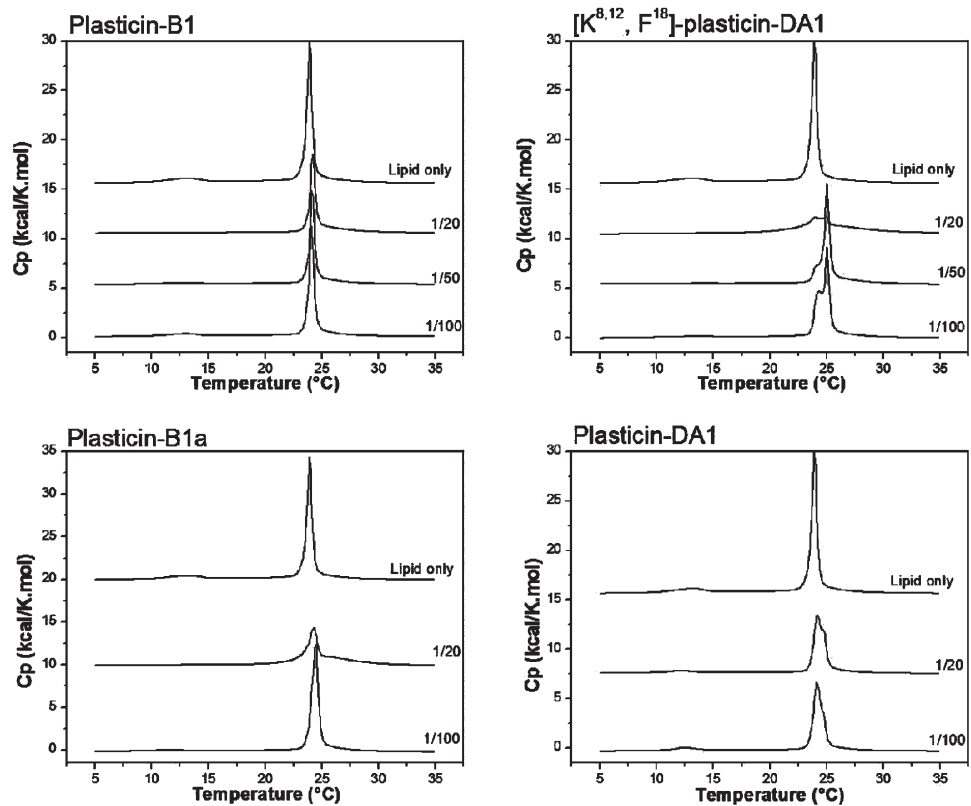 Plasticin-B1
30
25
20
15
10
5
0
Cp (kcal/K.mol)
Lipid only
1/20
1/50
1/100
5 10 15 20 25 30 35
Temperature (°C)
[K8,12, F18]-plasticin-DA1
30
25
20
15
10
5
0
Cp (kcal/K.mol)
Lipid only
1/20
1/50
1/100
5 10 15 20 25 30 35
Temperature (°C)
Plasticin-B1a
35
30
25
20
15
10
5
0
Cp (kcal/K.mol)
Lipid only
1/20
1/100
5 10 15 20 25 30 35
Temperature (°C)
Plasticin-DA1
30
25
20
15
10
5
0
Cp (kcal/K.mol)
Lipid only
1/20
1/100
5 10 15 20 25 30 35
Temperature (°C)